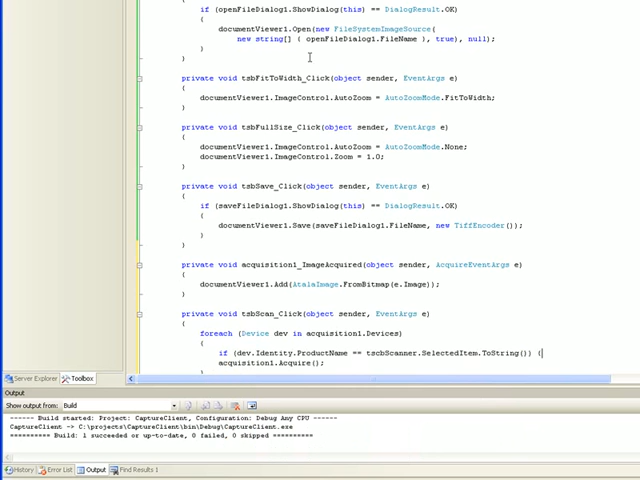 if (openFileDialog1.ShowDialog(this) == DialogResult.OK)
{
documentViewer1.Open(new FileSystemImageSource(
new string[] { openFileDialog1.FileName }, true), null);
}
}
private void tsbFitToWidth_Click(object sender, EventArgs e)
{
documentViewer1.ImageControl.AutoZoom = AutoZoomMode.FitToWidth;
}
private void tsbFullSize_Click(object sender, EventArgs e)
{
documentViewer1.ImageControl.AutoZoom = AutoZoomMode.None;
documentViewer1.ImageControl.Zoom = 1.0;
}
private void tsbSave_Click(object sender, EventArgs e)
{
if (saveFileDialog1.ShowDialog(this) == DialogResult.OK)
{
documentViewer1.Save(saveFileDialog1.FileName, new TiffEncoder());
}
}
private void acquisition1_ImageAcquired(object sender, AcquireEventArgs e)
{
documentViewer1.Add(AtalaImage.FromBitmap(e.Image));
}
private void tsbScan_Click(object sender, EventArgs e)
{
foreach (Device dev in acquisition1.Devices)
{
if (dev.Identity.ProductName == tscbScanner.SelectedItem.ToString()) {
acquisition1.Acquire();
Server Explorer Toolbox
Output
Show output from: Build
------ Build started: Project: CaptureClient, Configuration: Debug Any CPU ------
CaptureClient -> C:\projects\CaptureClient\bin\Debug\CaptureClient.exe
========== Build: 1 succeeded or up-to-date, 0 failed, 0 skipped ==========
History Error List Output Find Results 1